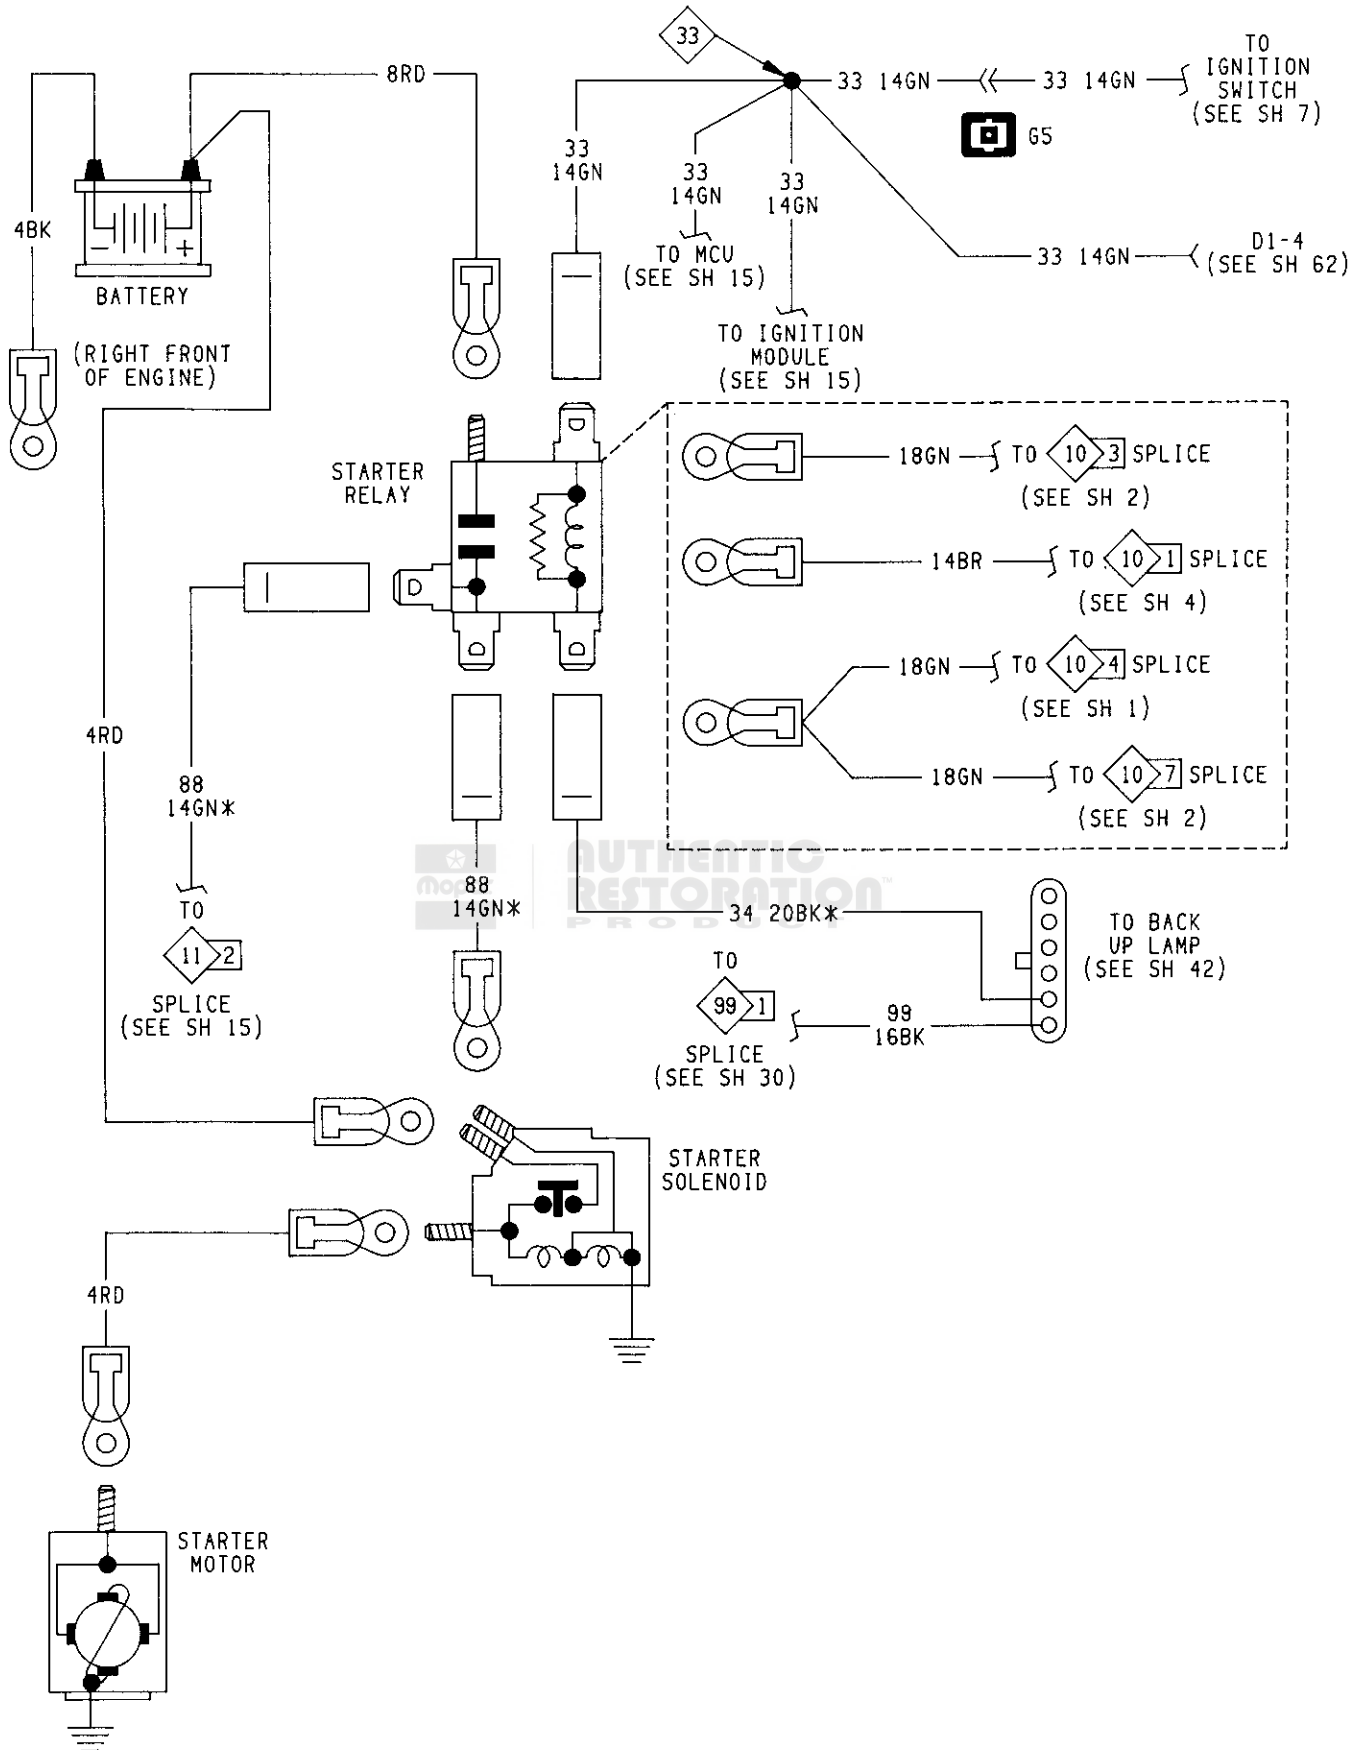 33
8RD
33 14GN
33 14GN
TO
IGNITION
SWITCH
(SEE SH 7)
G5
33
14GN
33
14GN
33
14GN
4BK
- +
BATTERY
TO MCU
(SEE SH 15)
33 14GN
D1-4
(SEE SH 62)
(RIGHT FRONT
OF ENGINE)
TO IGNITION
MODULE
(SEE SH 15)
STARTER
RELAY
18GN
TO 10 3 SPLICE
(SEE SH 2)
14BR
TO 10 1 SPLICE
(SEE SH 4)
18GN
TO 10 4 SPLICE
(SEE SH 1)
18GN
TO 10 7 SPLICE
(SEE SH 2)
4RD
88
14GN*
TO
11 2
SPLICE
(SEE SH 15)
88
14GN*
Mopar
AUTHENTIC
RESTORATION™
PRODUCT
34 20BK*
TO BACK
UP LAMP
(SEE SH 42)
TO
99 1
SPLICE
(SEE SH 30)
99
16BK
STARTER
SOLENOID
4RD
STARTER
MOTOR